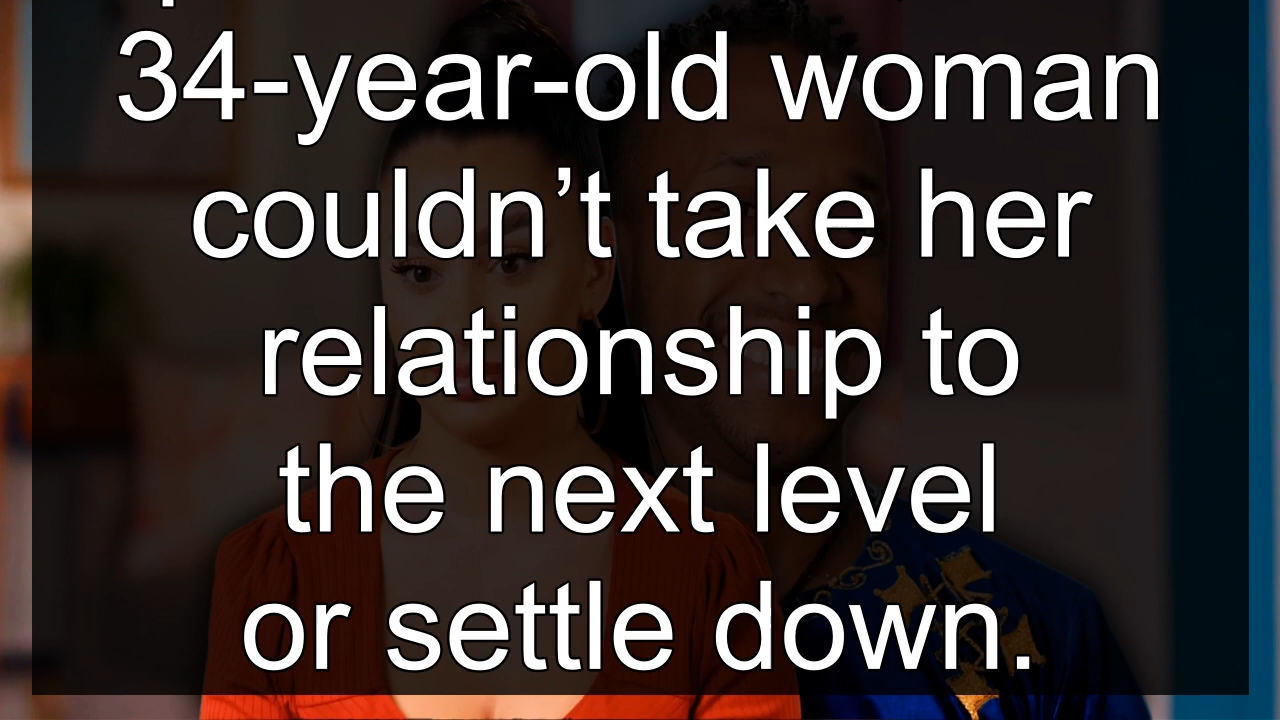 34-year-old woman
couldn’t take her
relationship to
the next level
or settle down.